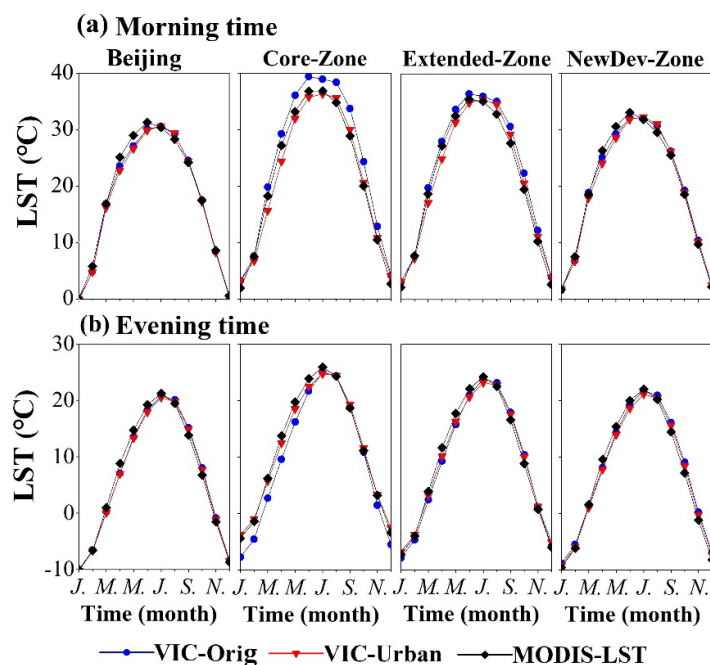 (a) Morning time
Beijing Core-Zone Extended-Zone NewDev-Zone
40
30
20
10
0
LST (℃)
(b) Evening time
20
10
0
-10
LST (℃)
J. M. M. J. S. N. J. M. M. J. S. N. J. M. M. J. S. N. J. M. M. J. S. N.
Time (month) Time (month) Time (month) Time (month)
VIC-Orig VIC-Urban MODIS-LST